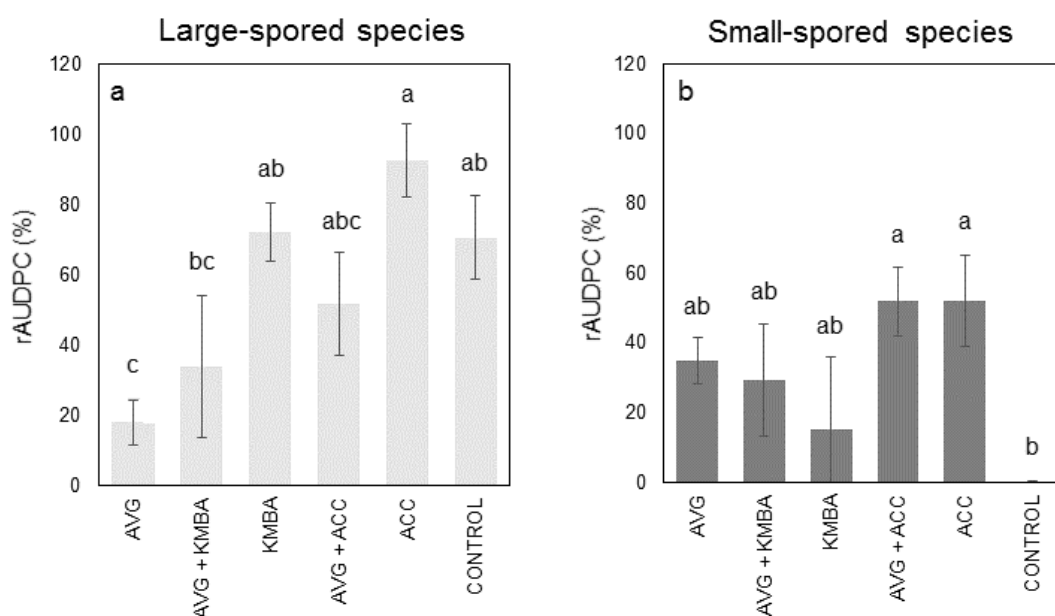 Large-spored species
120
100
80
60
40
20
0
rAUDPC (%)
a
c
bc
ab
abc
a
ab
AVG
AVG + KMBA
KMBA
AVG + ACC
ACC
CONTROL
Small-spored species
120
100
80
60
40
20
0
rAUDPC (%)
b
ab
ab
ab
a
a
b
AVG
AVG + KMBA
KMBA
AVG + ACC
ACC
CONTROL